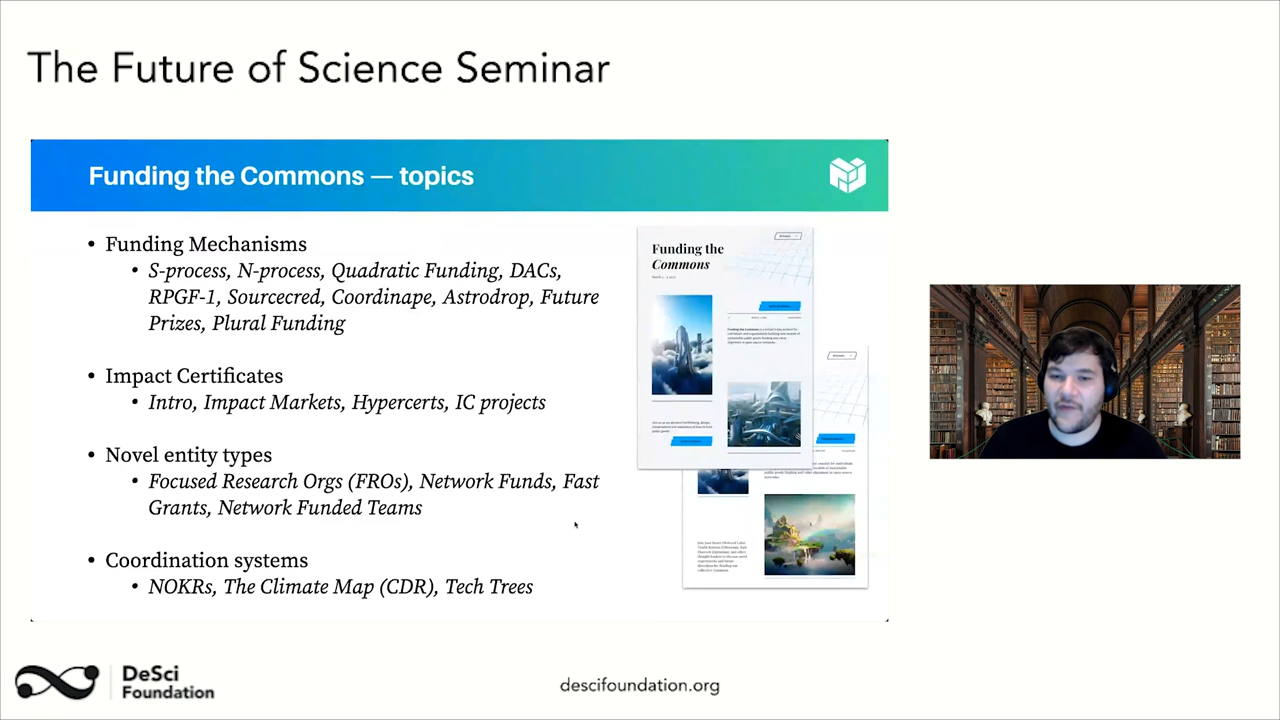 The Future of Science Seminar
Funding the Commons — topics
• Funding Mechanisms
• S-process, N-process, Quadratic Funding, DACs,
RPGF-1, Sourcecred, Coordinape, Astrodrop, Future
Prizes, Plural Funding
• Impact Certificates
• Intro, Impact Markets, Hypercerts, IC projects
• Novel entity types
• Focused Research Orgs (FROs), Network Funds, Fast
Grants, Network Funded Teams
• Coordination systems
• NOKRs, The Climate Map (CDR), Tech Trees
Funding the
Commons
DeSci
Foundation
descifoundation.org